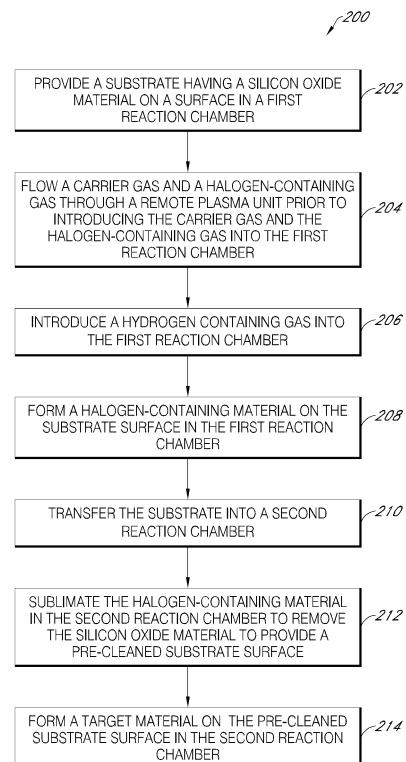 200
PROVIDE A SUBSTRATE HAVING A SILICON OXIDE
MATERIAL ON A SURFACE IN A FIRST
REACTION CHAMBER
202
FLOW A CARRIER GAS AND A HALOGEN-CONTAINING
GAS THROUGH A REMOTE PLASMA UNIT PRIOR TO
INTRODUCING THE CARRIER GAS AND THE
HALOGEN-CONTAINING GAS INTO THE FIRST
REACTION CHAMBER
204
INTRODUCE A HYDROGEN CONTAINING GAS INTO
THE FIRST REACTION CHAMBER
206
FORM A HALOGEN-CONTAINING MATERIAL ON THE
SUBSTRATE SURFACE IN THE FIRST REACTION
CHAMBER
208
TRANSFER THE SUBSTRATE INTO A SECOND
REACTION CHAMBER
210
SUBLIMATE THE HALOGEN-CONTAINING MATERIAL
IN THE SECOND REACTION CHAMBER TO REMOVE
THE SILICON OXIDE MATERIAL TO PROVIDE A
PRE-CLEANED SUBSTRATE SURFACE
212
FORM A TARGET MATERIAL ON THE PRE-CLEANED
SUBSTRATE SURFACE IN THE SECOND REACTION
CHAMBER
214